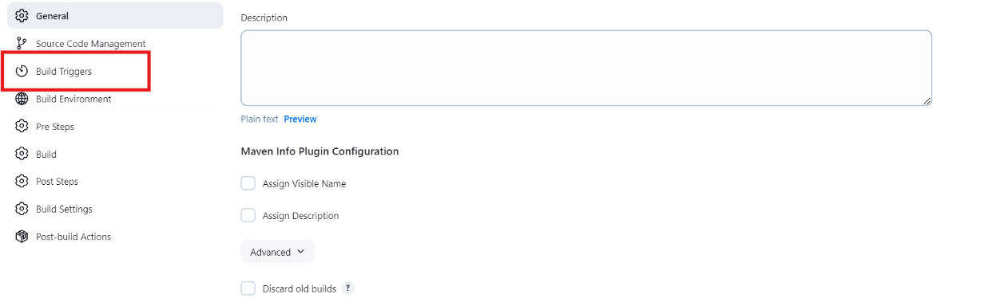 General
Source Code Management
Build Triggers
Build Environment
Pre Steps
Build
Post Steps
Build Settings
Post-build Actions
Description
Plain text Preview
Maven Info Plugin Configuration
Assign Visible Name
Assign Description
Advanced
Discard old builds ?